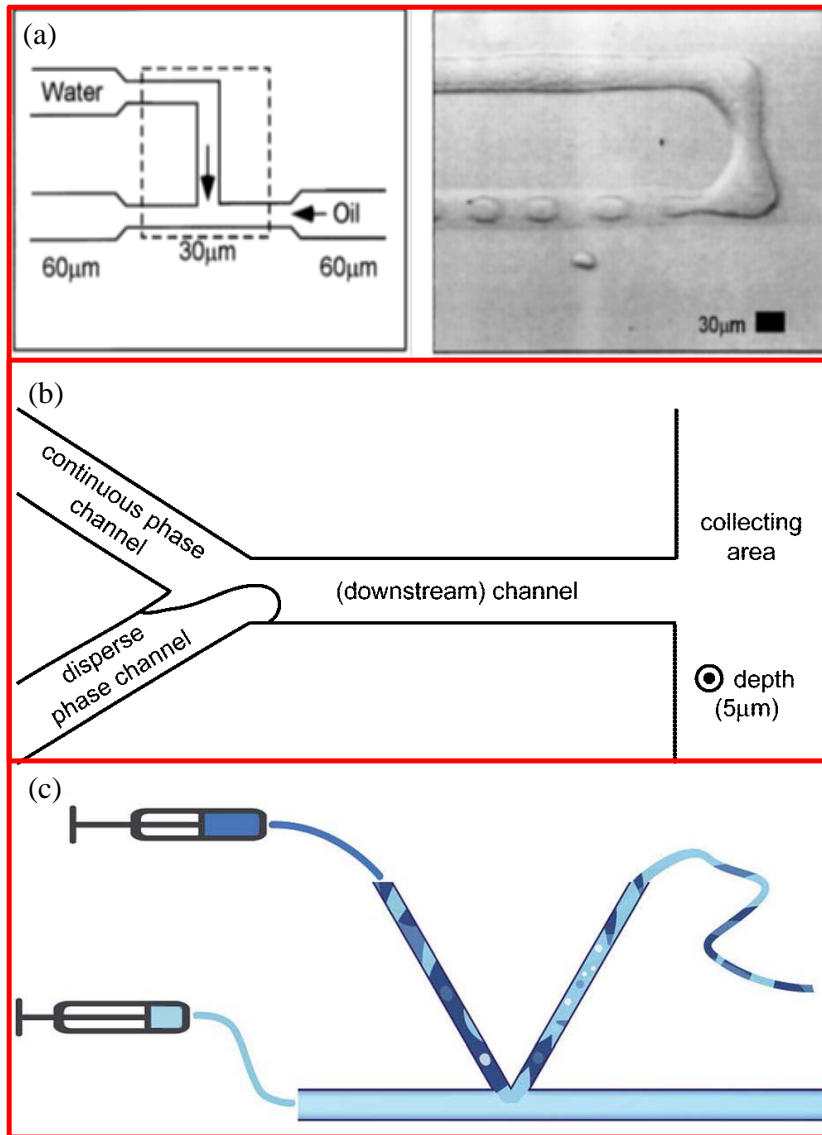 (a)
Water
Oil
30μm
60μm
60μm
30μm
(b)
continuous phase
channel
collecting
area
(downstream) channel
disperse
phase channel
depth
(5μm)
(c)